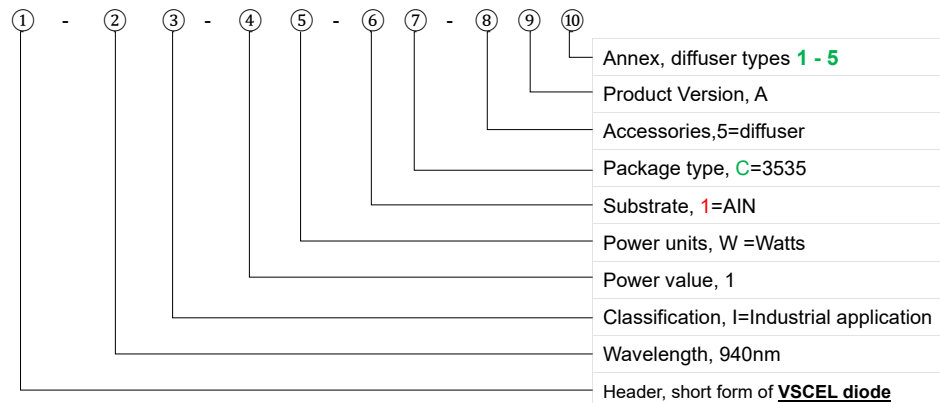 ① - ② ③ - ④ ⑤ - ⑥ ⑦ - ⑧ ⑨ ⑩
Annex, diffuser types 1 - 5
Product Version, A
Accessories,5=diffuser
Package type, C=3535
Substrate, 1=AlN
Power units, W =Watts
Power value, 1
Classification, I=Industrial application
Wavelength, 940nm
Header, short form of VSCEL diode